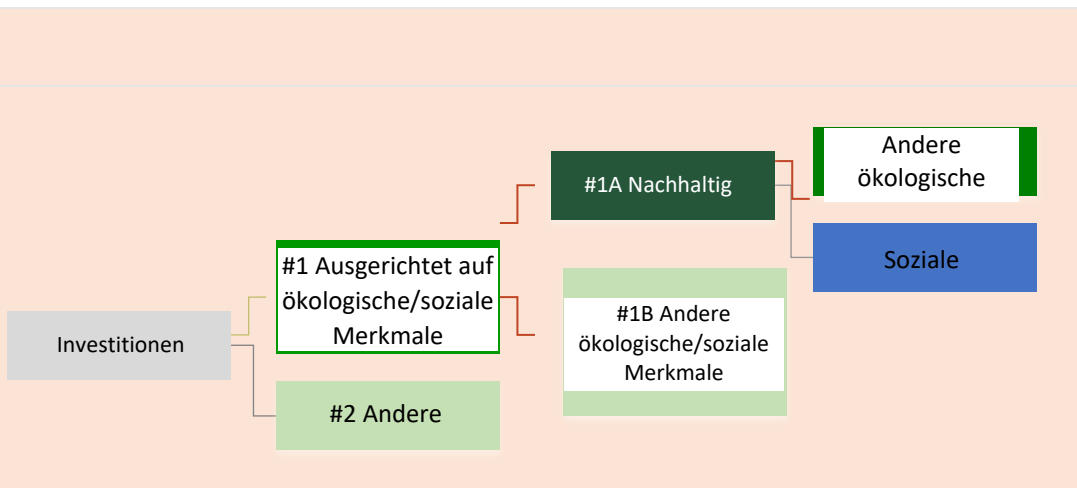 Investitionen
#1 Ausgerichtet auf
ökologische/soziale
Merkmale
#2 Andere
#1A Nachhaltig
#1B Andere
ökologische/soziale
Merkmale
Andere
ökologische
Soziale